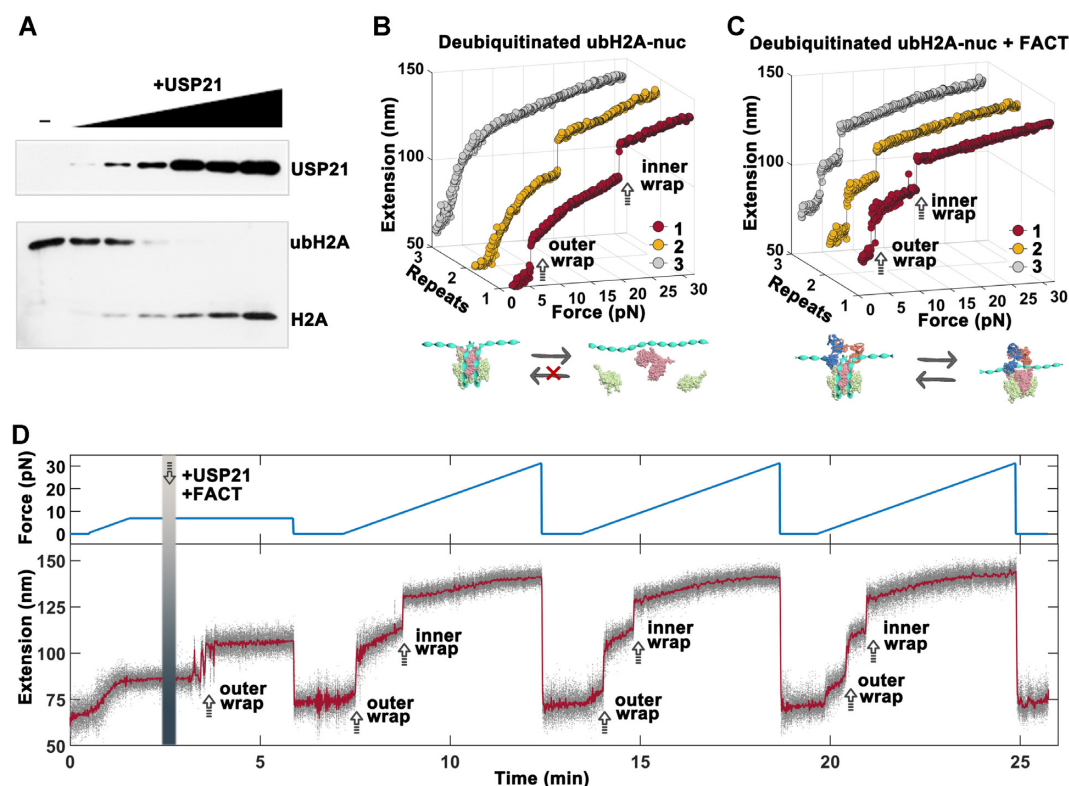 A
+USP21
–
USP21
ubH2A
H2A
B
Deubiquitinated ubH2A-nuc
150
100
50
Extension (nm)
inner
wrap
outer
wrap
1
2
3
3
2
1
Repeats
0
5
10
15
20
25
30
Force (pN)
C
Deubiquitinated ubH2A-nuc + FACT
150
100
50
Extension (nm)
inner
wrap
outer
wrap
1
2
3
3
2
1
Repeats
0
5
10
15
20
25
30
Force (pN)
D
30
20
10
0
Force (pN)
+USP21
+FACT
150
125
100
75
50
Extension (nm)
outer
wrap
inner
wrap
outer
wrap
inner
wrap
outer
wrap
inner
wrap
outer
wrap
0 5 10 15 20 25
Time (min)